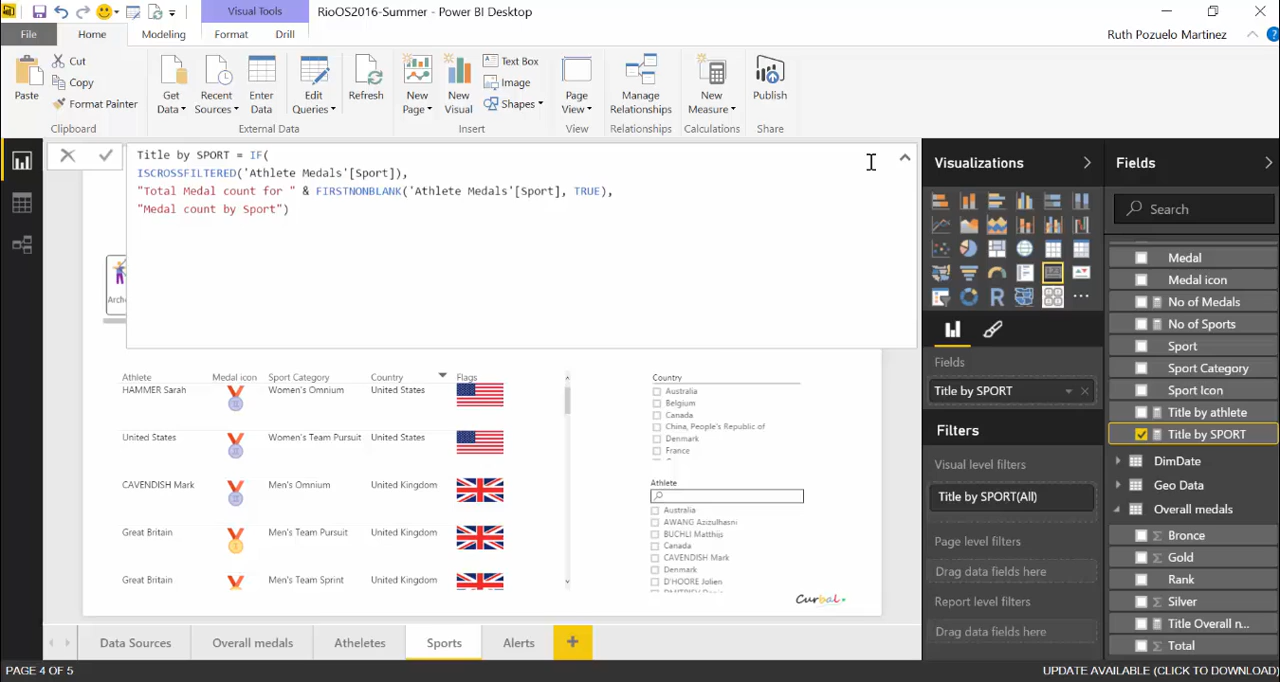 Visual Tools
RioOS2016-Summer - Power BI Desktop
File
Home
Modeling
Format
Drill
Ruth Pozuelo Martinez
Paste
Cut
Copy
Format Painter
Clipboard
Get Data
Recent Sources
Enter Data
Edit Queries
Refresh
External Data
New Page
New Visual
Text Box
Image
Shapes
Insert
Page View
View
Manage Relationships
Relationships
New Measure
Calculations
Publish
Share
Title by SPORT = IF(
ISCROSSFILTERED('Athlete Medals'[Sport]),
"Total Medal count for " & FIRSTNONBLANK('Athlete Medals'[Sport], TRUE),
"Medal count by Sport")
Athlete Medal icon Sport Category Country Flags
HAMMER Sarah Women's Omnium United States
United States Women's Team Pursuit United States
CAVENDISH Mark Men's Omnium United Kingdom
Great Britain Men's Team Pursuit United Kingdom
Great Britain Men's Team Sprint United Kingdom
Country
Australia
Belgium
Canada
China, People's Republic of
Denmark
France
Athlete
Australia
AWANG Azizulhasni
BUCHLI Matthijs
Canada
CAVENDISH Mark
Denmark
D'HOORE Jolien
Curbal
Visualizations
Fields
Title by SPORT
Filters
Visual level filters
Title by SPORT(All)
Page level filters
Drag data fields here
Report level filters
Drag data fields here
Fields
Search
Medal
Medal icon
No of Medals
No of Sports
Sport
Sport Category
Sport Icon
Title by athlete
Title by SPORT
DimDate
Geo Data
Overall medals
Bronce
Gold
Rank
Silver
Title Overall n...
Total
Data Sources
Overall medals
Atheletes
Sports
Alerts
PAGE 4 OF 5
UPDATE AVAILABLE (CLICK TO DOWNLOAD)